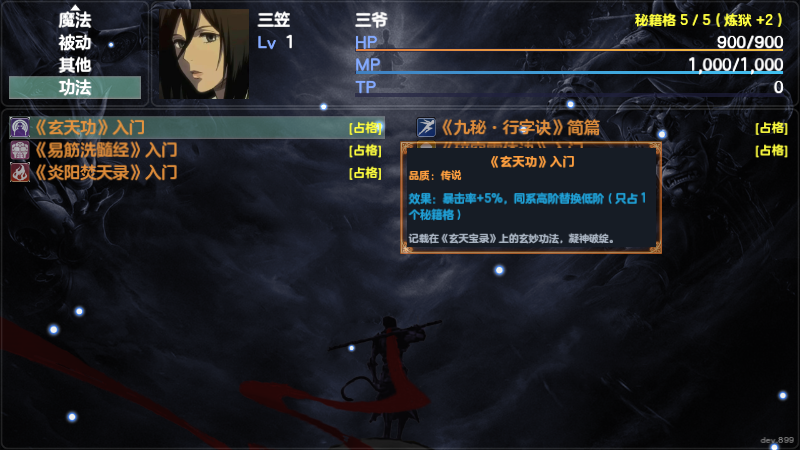 魔法
被动
其他
功法
三笠
Lv 1
三爷
秘籍格 5 / 5 ( 炼狱 +2 )
HP 900/900
MP 1,000/1,000
TP 0
《玄天功》入门 [占格]
《九秘·行字诀》简篇 [占格]
《易筋洗髓经》入门 [占格]
[占格]
《炎阳焚天录》入门 [占格]
《玄天功》入门
品质：传说
效果：暴击率+5%，同系高阶替换低阶（只占 1
个秘籍格）
记载在《玄天宝录》上的玄妙功法，凝神破绽。
dev.899